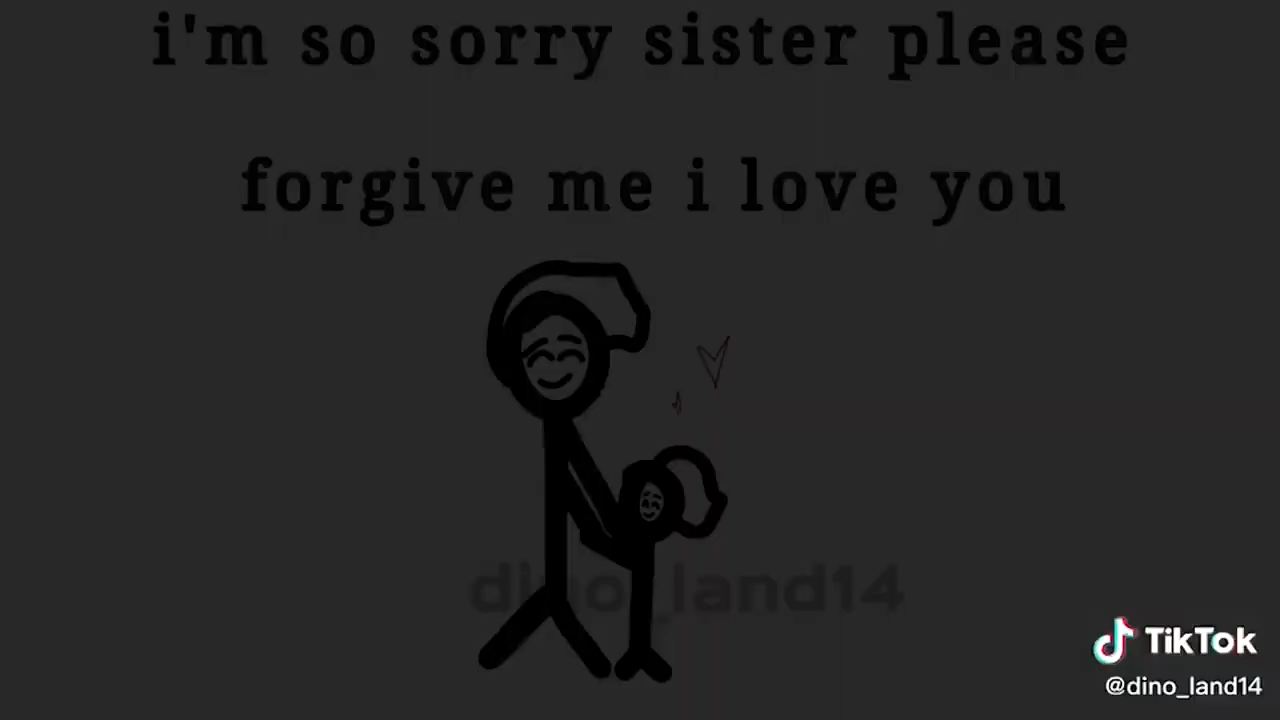 i'm so sorry sister please
forgive me i love you
dino_land14
TikTok
@dino_land14